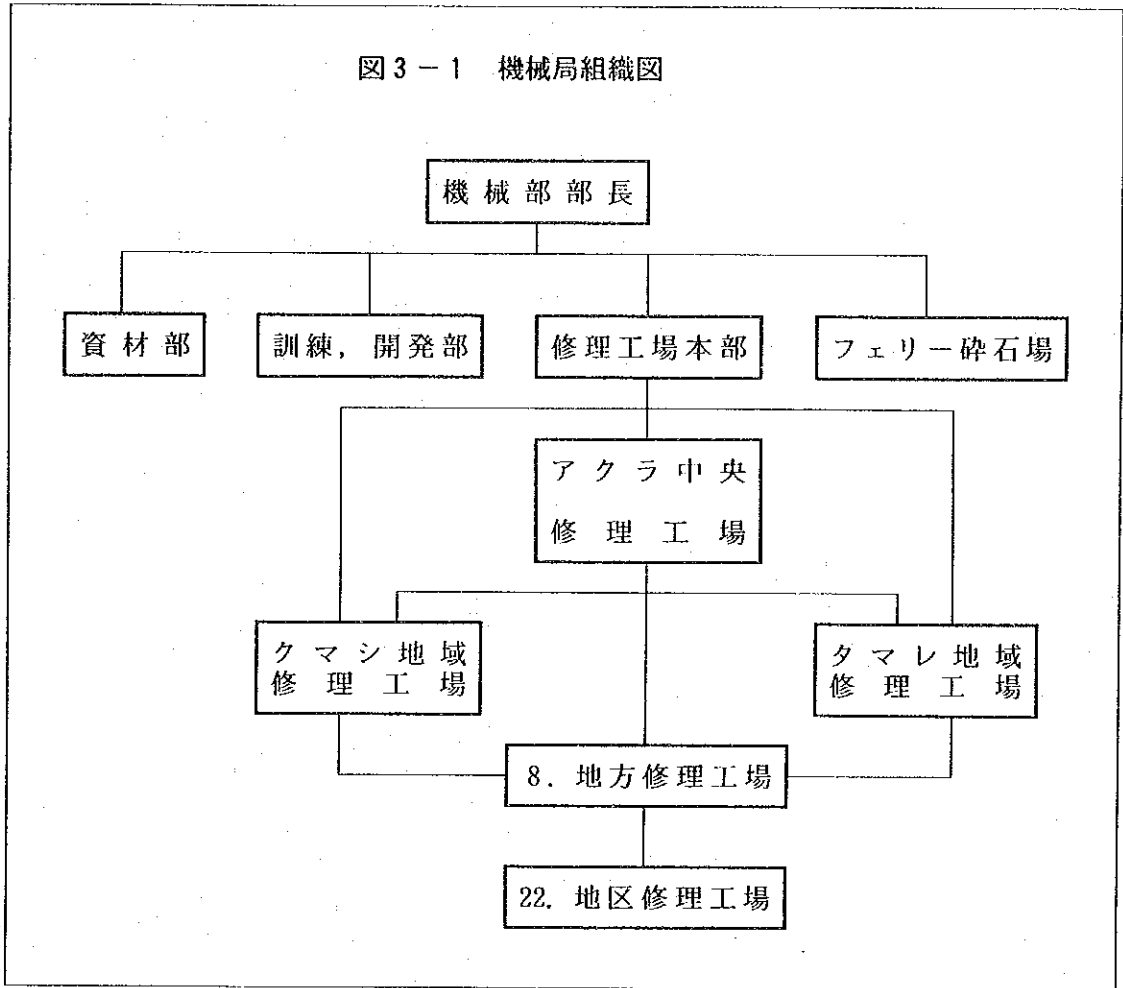 図3－1 機械局組織図
機械部部長
資材部
訓練，開発部
修理工場本部
フェリー砕石場
アクラ中央
修理工場
クマシ地域
修理工場
タマレ地域
修理工場
8．地方修理工場
22．地区修理工場